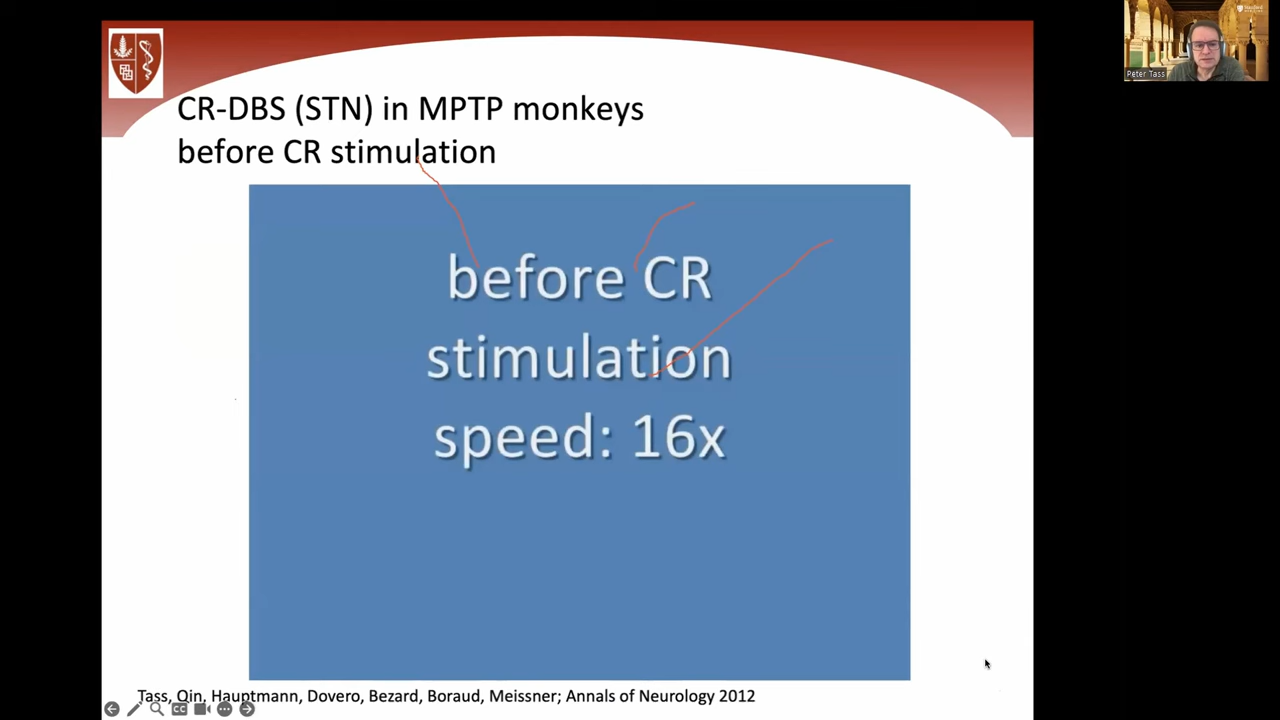 CR-DBS (STN) in MPTP monkeys
before CR stimulation
before CR
stimulation
speed: 16x
Tass, Qin, Hauptmann, Dovero, Bezard, Boraud, Meissner; Annals of Neurology 2012
Peter Tass